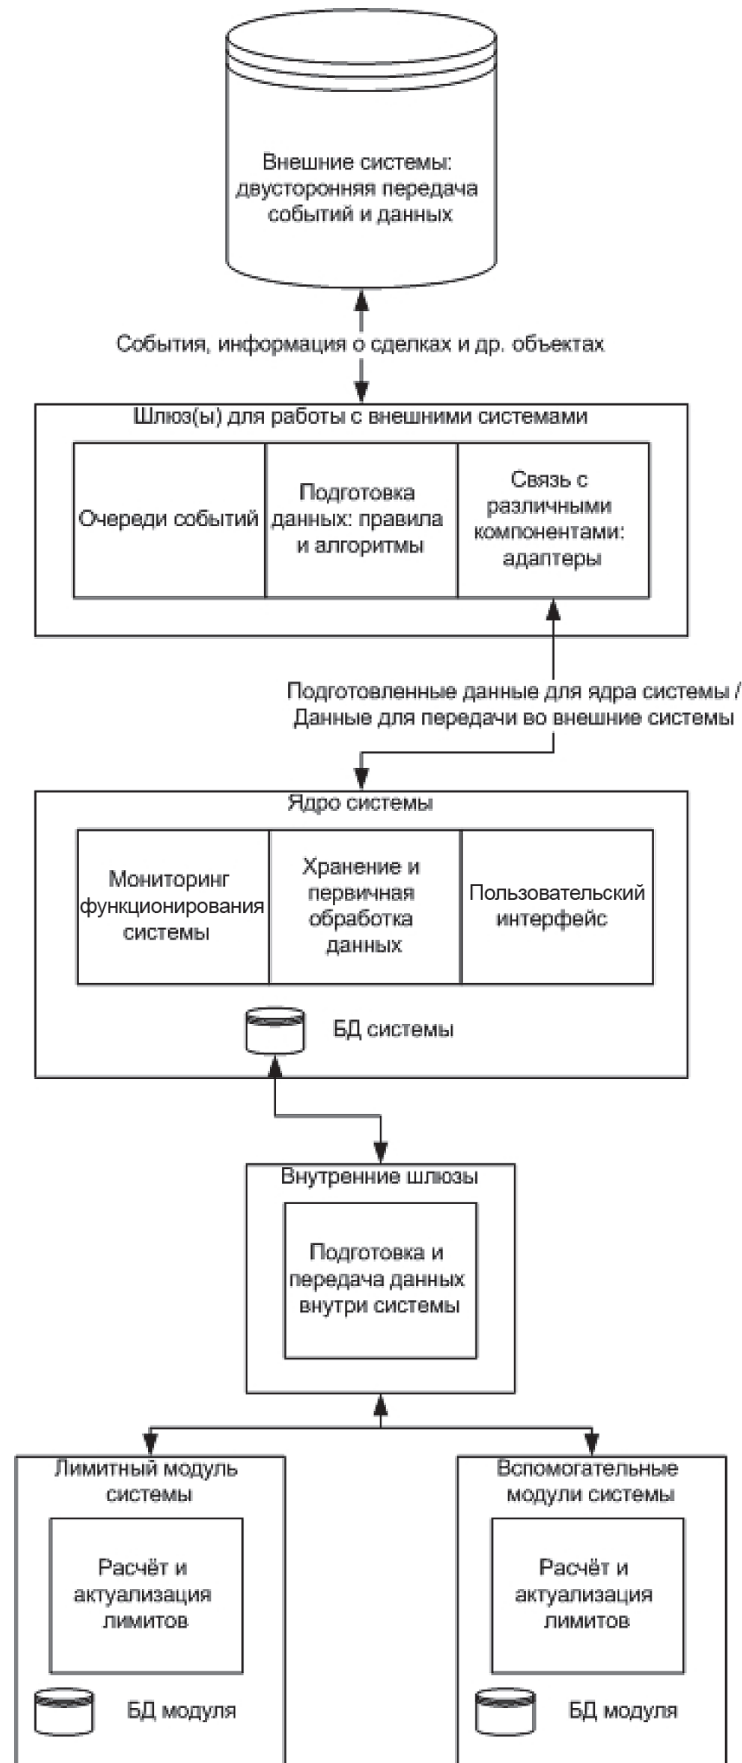 Внешние системы:
двусторонняя передача
событий и данных
События, информация о сделках и др. объектах
Шлюз(ы) для работы с внешними системами
Очереди событий
Подготовка
данных: правила
и алгоритмы
Связь с
различными
компонентами:
адаптеры
Подготовленные данные для ядра системы /
Данные для передачи во внешние системы
Ядро системы
Мониторинг
функционирования
системы
Хранение и
первичная
обработка
данных
Пользовательский
интерфейс
БД системы
Внутренние шлюзы
Подготовка и
передача данных
внутри системы
Лимитный модуль
системы
Расчёт и
актуализация
лимитов
БД модуля
Вспомогательные
модули системы
Расчёт и
актуализация
лимитов
БД модуля